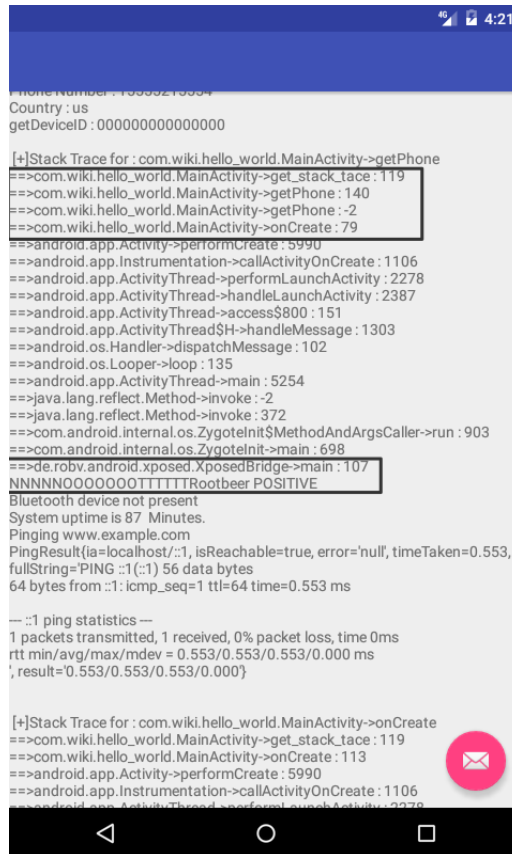 4G 4:21
Phone Number : 15555215554
Country : us
getDeviceID : 000000000000000
[+]Stack Trace for : com.wiki.hello_world.MainActivity->getPhone
==>com.wiki.hello_world.MainActivity->get_stack_tace : 119
==>com.wiki.hello_world.MainActivity->getPhone : 140
==>com.wiki.hello_world.MainActivity->getPhone : -2
==>com.wiki.hello_world.MainActivity->onCreate : 79
==>android.app.Activity->performCreate : 5990
==>android.app.Instrumentation->callActivityOnCreate : 1106
==>android.app.ActivityThread->performLaunchActivity : 2278
==>android.app.ActivityThread->handleLaunchActivity : 2387
==>android.app.ActivityThread->access$800 : 151
==>android.app.ActivityThread$H->handleMessage : 1303
==>android.os.Handler->dispatchMessage : 102
==>android.os.Looper->loop : 135
==>android.app.ActivityThread->main : 5254
==>java.lang.reflect.Method->invoke : -2
==>java.lang.reflect.Method->invoke : 372
==>com.android.internal.os.ZygoteInit$MethodAndArgsCaller->run : 903
==>com.android.internal.os.ZygoteInit->main : 698
==>de.robv.android.xposed.XposedBridge->main : 107
NNNNNOOOOOOOTTTTTTRootbeer POSITIVE
Bluetooth device not present
System uptime is 87 Minutes.
Pinging www.example.com
PingResult{ia=localhost/::1, isReachable=true, error='null', timeTaken=0.553,
fullString='PING ::1(::1) 56 data bytes
64 bytes from ::1: icmp_seq=1 ttl=64 time=0.553 ms
--- ::1 ping statistics ---
1 packets transmitted, 1 received, 0% packet loss, time 0ms
rtt min/avg/max/mdev = 0.553/0.553/0.553/0.000 ms
', result='0.553/0.553/0.553/0.000'}
[+]Stack Trace for : com.wiki.hello_world.MainActivity->onCreate
==>com.wiki.hello_world.MainActivity->get_stack_tace : 119
==>com.wiki.hello_world.MainActivity->onCreate : 113
==>android.app.Activity->performCreate : 5990
==>android.app.Instrumentation->callActivityOnCreate : 1106
==>android.app.ActivityThread->performLaunchActivity : 2278